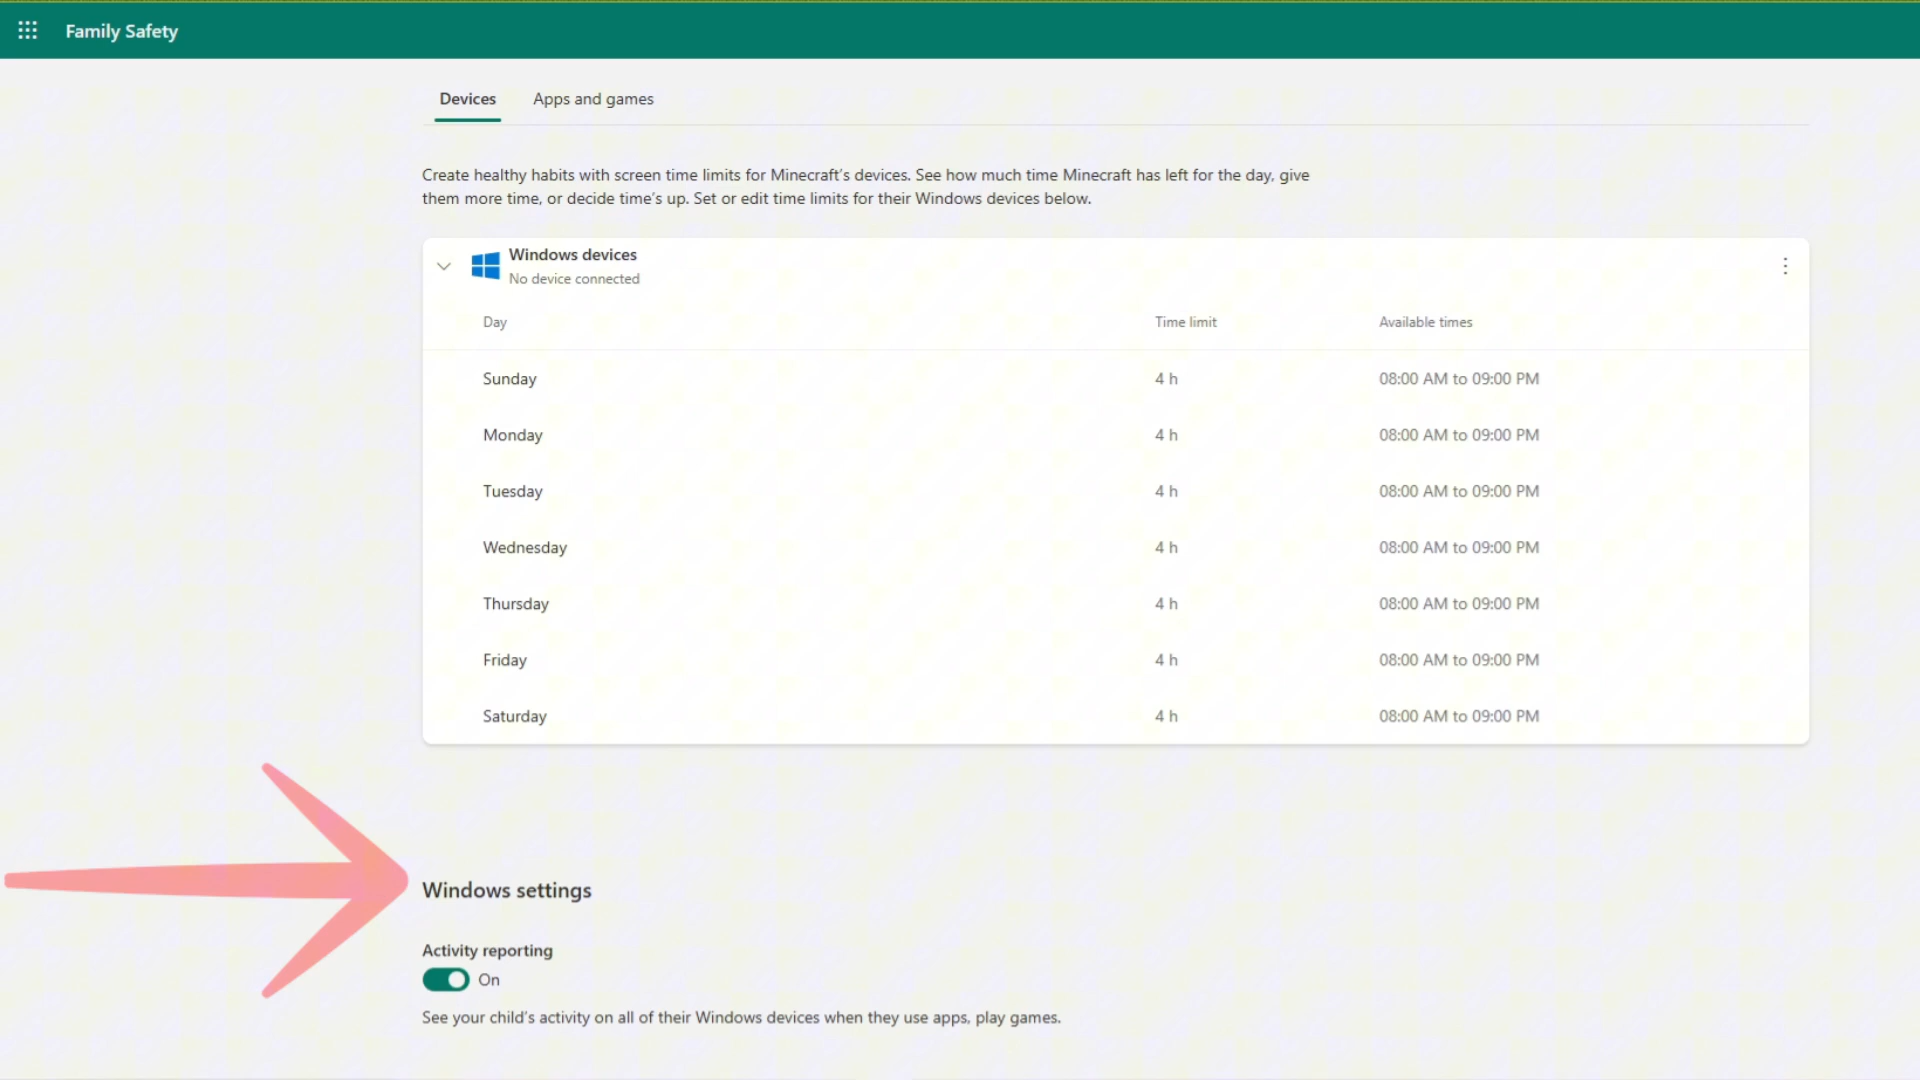 Family Safety
Devices
Apps and games
Create healthy habits with screen time limits for Minecraft's devices. See how much time Minecraft has left for the day, give
them more time, or decide time's up. Set or edit time limits for their Windows devices below.
Windows devices
No device connected
Day Time limit Available times
Sunday 4 h 08:00 AM to 09:00 PM
Monday 4 h 08:00 AM to 09:00 PM
Tuesday 4 h 08:00 AM to 09:00 PM
Wednesday 4 h 08:00 AM to 09:00 PM
Thursday 4 h 08:00 AM to 09:00 PM
Friday 4 h 08:00 AM to 09:00 PM
Saturday 4 h 08:00 AM to 09:00 PM
Windows settings
Activity reporting
On
See your child's activity on all of their Windows devices when they use apps, play games.